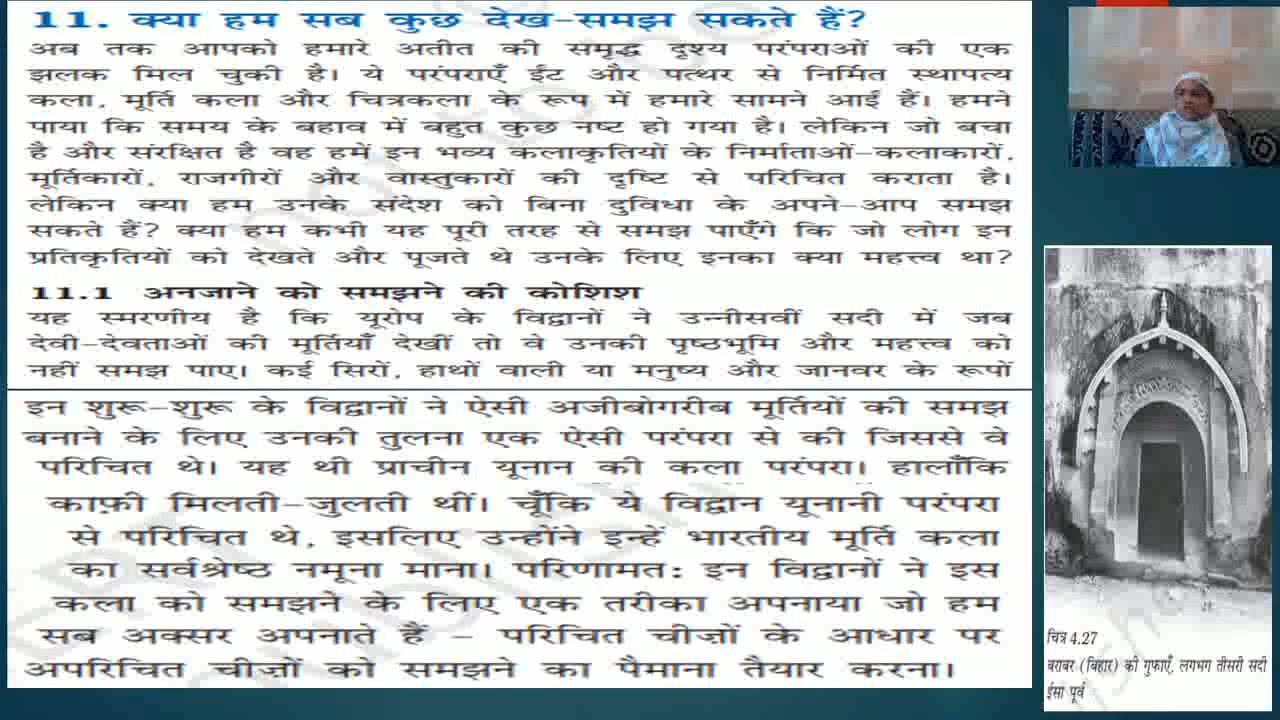 11. क्या हम सब कुछ देख-समझ सकते हैं?
अब तक आपको हमारे अतीत की समृद्ध दृश्य परंपराओं की एक
झलक मिल चुकी है। ये परंपराएँ ईंट और पत्थर से निर्मित स्थापत्य
कला, मूर्ति कला और चित्रकला के रूप में हमारे सामने आईं हैं। हमने
पाया कि समय के बहाव में बहुत कुछ नष्ट हो गया है। लेकिन जो बचा
है और संरक्षित है वह हमें इन भव्य कलाकृतियों के निर्माताओं-कलाकारों,
मूर्तिकारों, राजगीरों और वास्तुकारों की दृष्टि से परिचित कराता है।
लेकिन क्या हम उनके संदेश को बिना दुविधा के अपने-आप समझ
सकते हैं? क्या हम कभी यह पूरी तरह से समझ पाएँगे कि जो लोग इन
प्रतिकृतियों को देखते और पूजते थे उनके लिए इनका क्या महत्त्व था?
11.1 अनजाने को समझने की कोशिश
यह स्मरणीय है कि यूरोप के विद्वानों ने उन्नीसवीं सदी में जब
देवी-देवताओं की मूर्तियाँ देखीं तो वे उनकी पृष्ठभूमि और महत्त्व को
नहीं समझ पाए। कई सिरों, हाथों वाली या मनुष्य और जानवर के रूपों
इन शुरू-शुरू के विद्वानों ने ऐसी अजीबोगरीब मूर्तियों की समझ
बनाने के लिए उनकी तुलना एक ऐसी परंपरा से की जिससे वे
परिचित थे। यह थी प्राचीन यूनान की कला परंपरा। हालाँकि
काफ़ी मिलती-जुलती थीं। चूँकि ये विद्वान यूनानी परंपरा
से परिचित थे, इसलिए उन्होंने इन्हें भारतीय मूर्ति कला
का सर्वश्रेष्ठ नमूना माना। परिणामत: इन विद्वानों ने इस
कला को समझने के लिए एक तरीका अपनाया जो हम
सब अक्सर अपनाते हैं – परिचित चीज़ों के आधार पर
अपरिचित चीज़ों को समझने का पैमाना तैयार करना।
चित्र 4.27
बराबर (बिहार) की गुफाएँ, लगभग तीसरी सदी
ईसा पूर्व